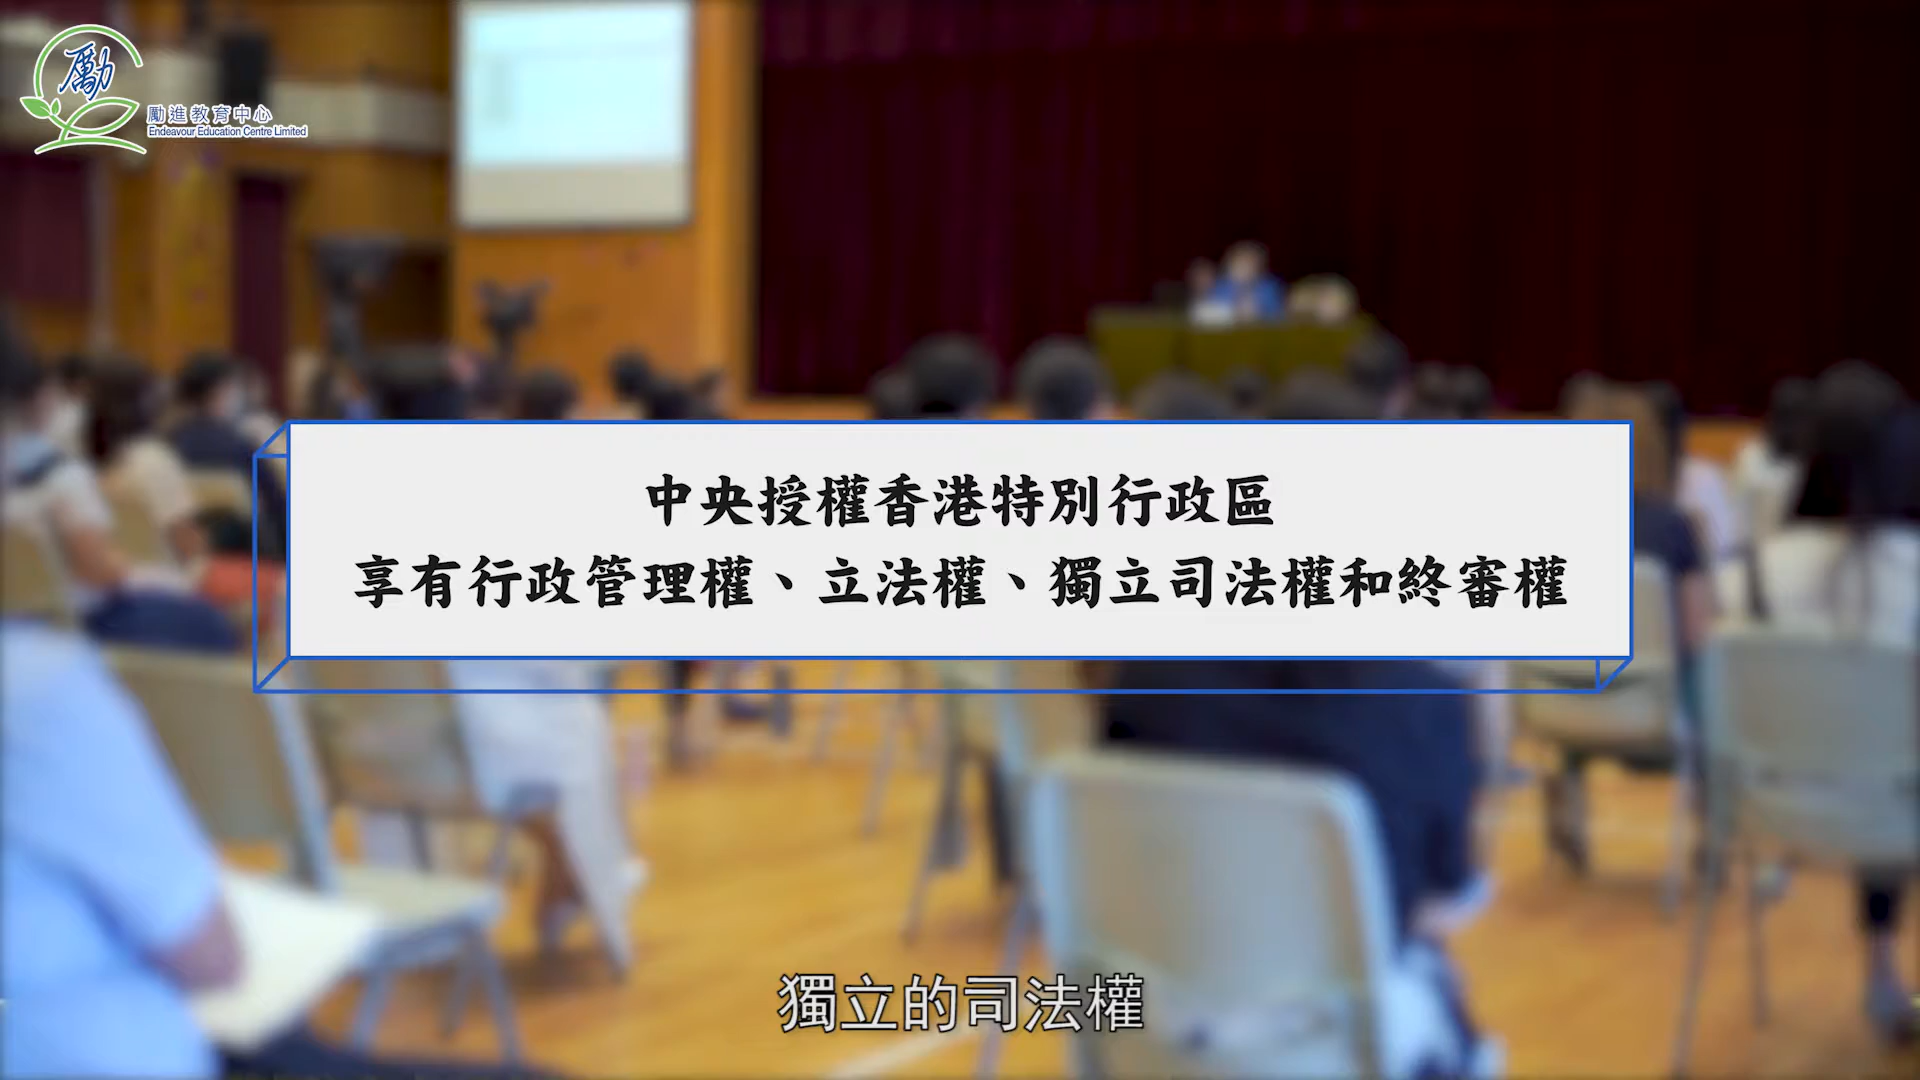 勵
勵進教育中心
Endeavour Education Centre Limited
中央授權香港特別行政區
享有行政管理權、立法權、獨立司法權和終審權
獨立的司法權